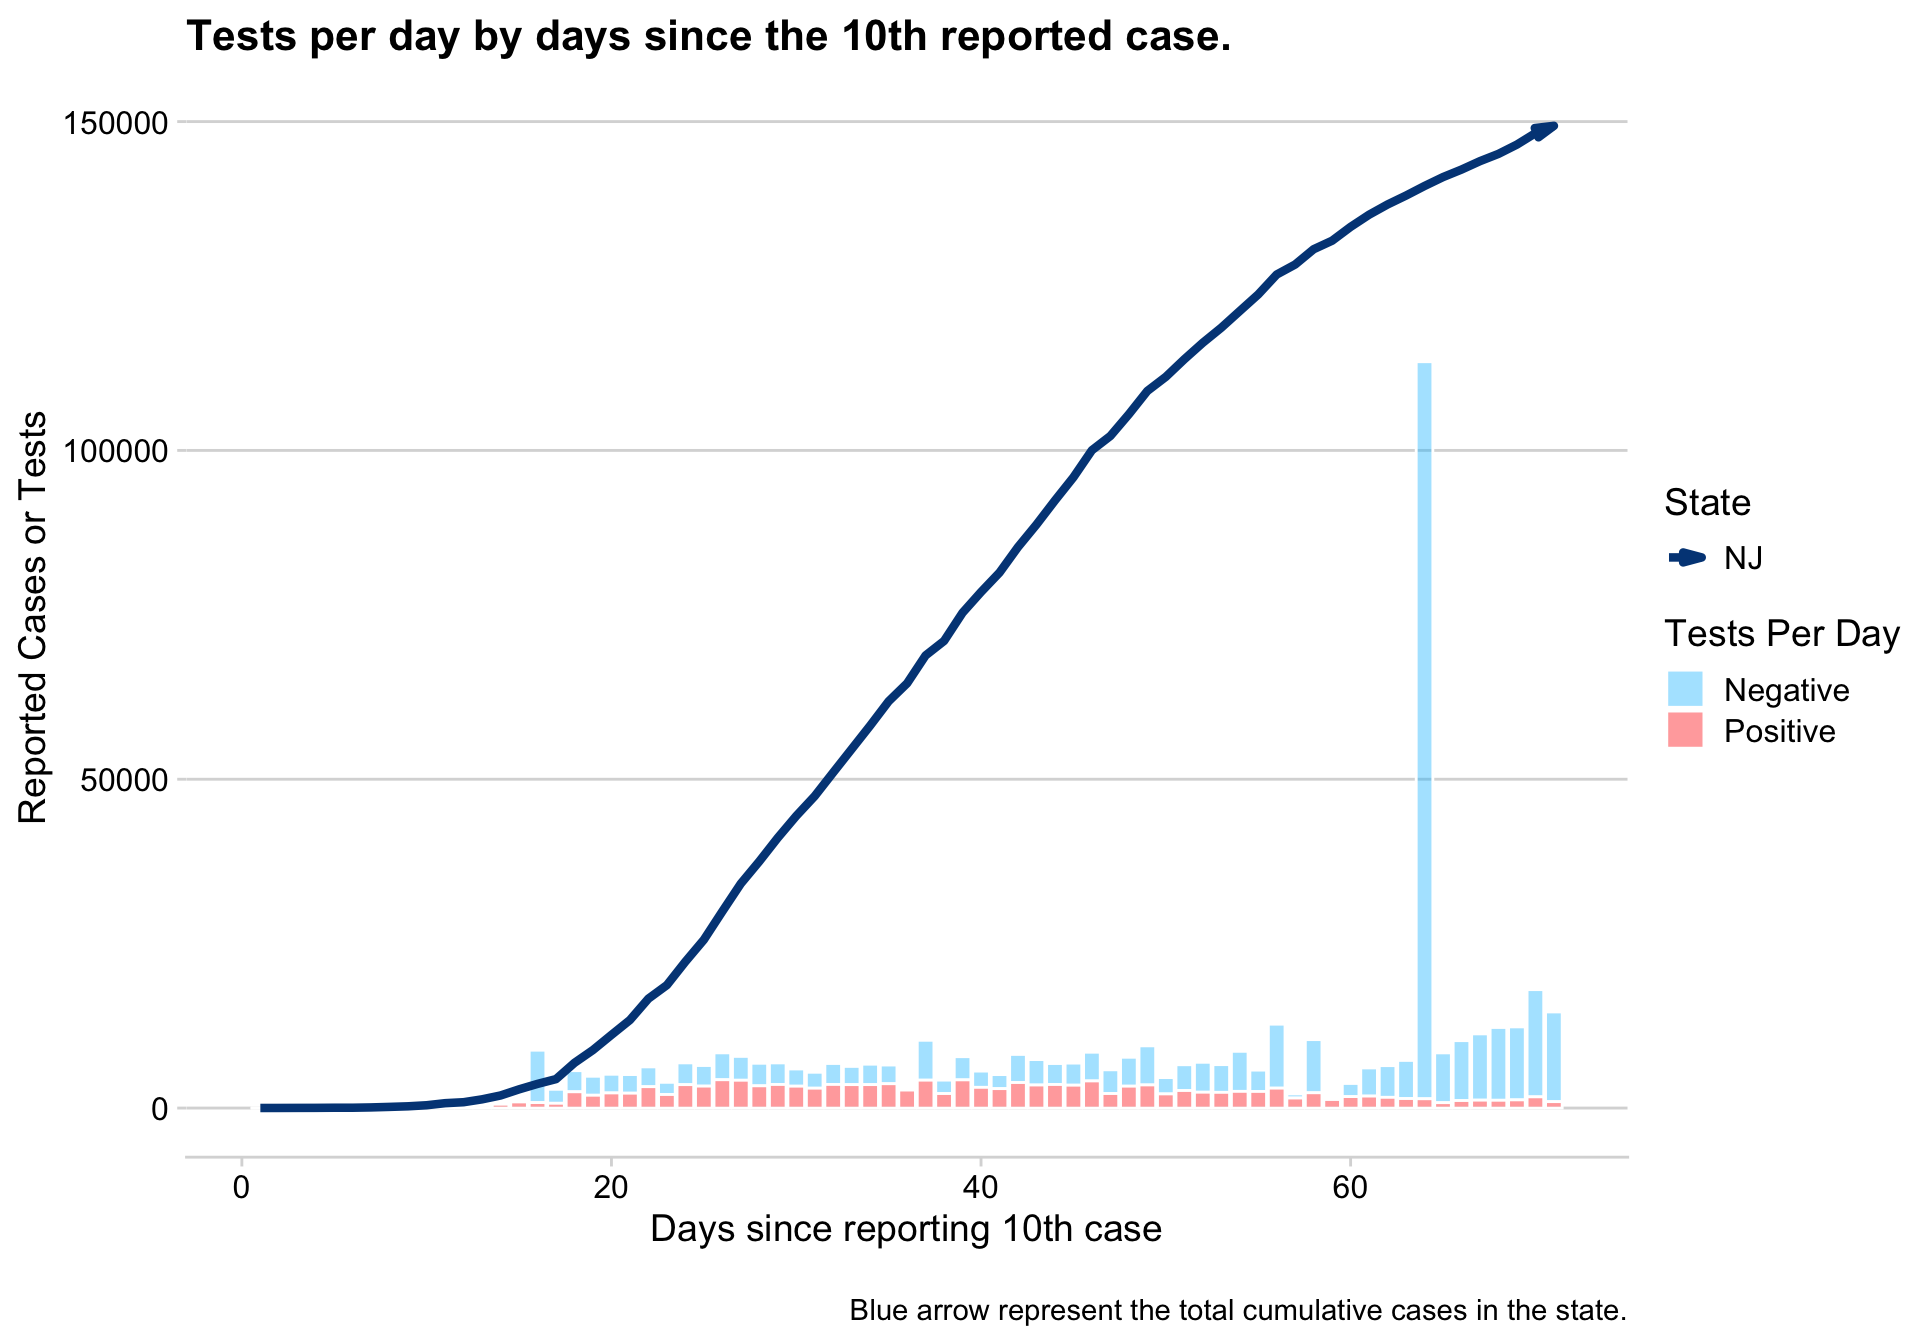 Tests per day by days since the 10th reported case.
150000
100000
50000
0
Reported Cases or Tests
0
20
40
60
Days since reporting 10th case
State
NJ
Tests Per Day
Negative
Positive
Blue arrow represent the total cumulative cases in the state.